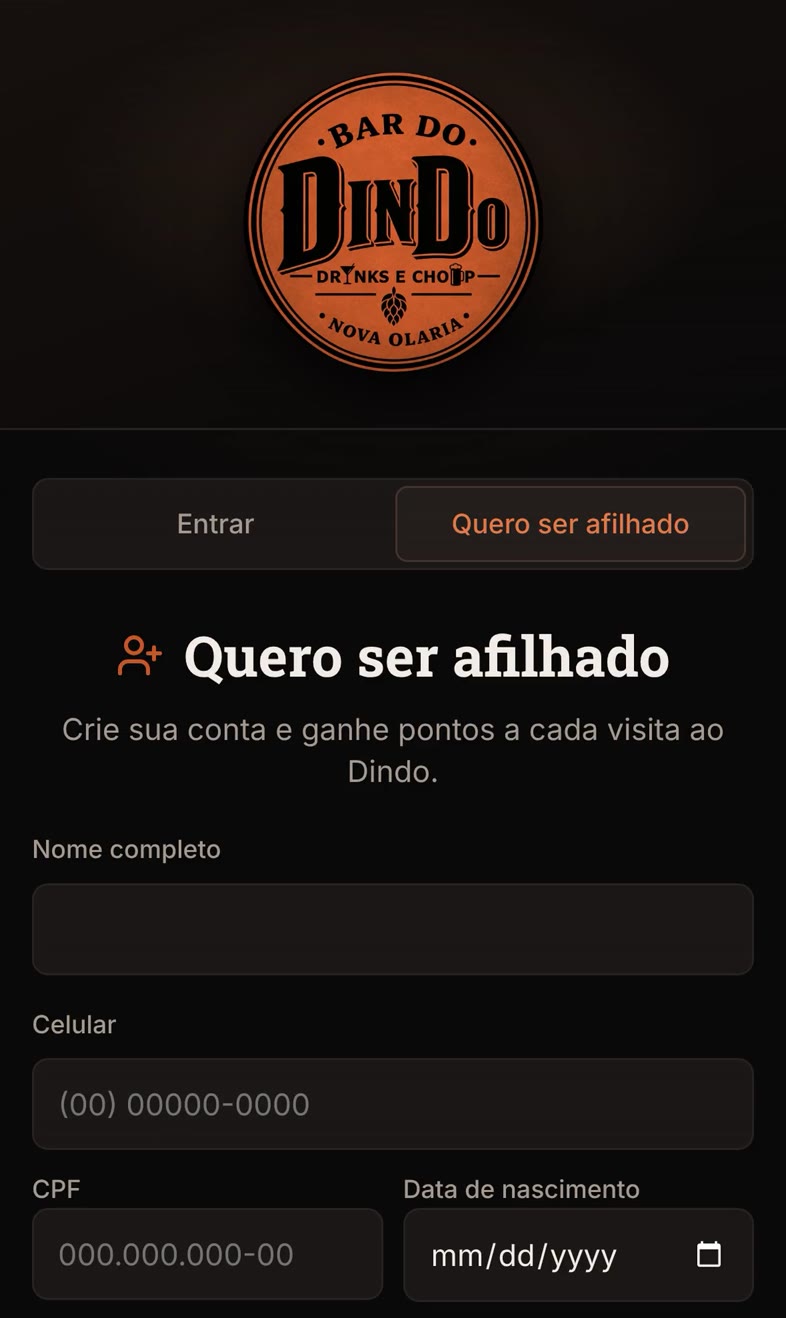 BAR DO
DINDO
DRINKS E CHOPP
NOVA OLARIA
Entrar
Quero ser afilhado
Quero ser afilhado
Crie sua conta e ganhe pontos a cada visita ao
Dindo.
Nome completo
Celular
(00) 00000-0000
CPF
Data de nascimento
000.000.000-00
mm/dd/yyyy